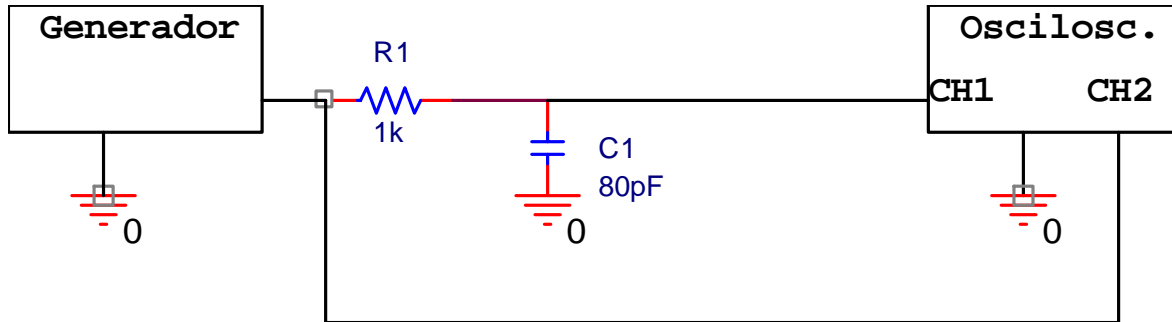 Generador
Oscilosc.
R1
CH1
CH2
1k
C1
80pF
0
0
0